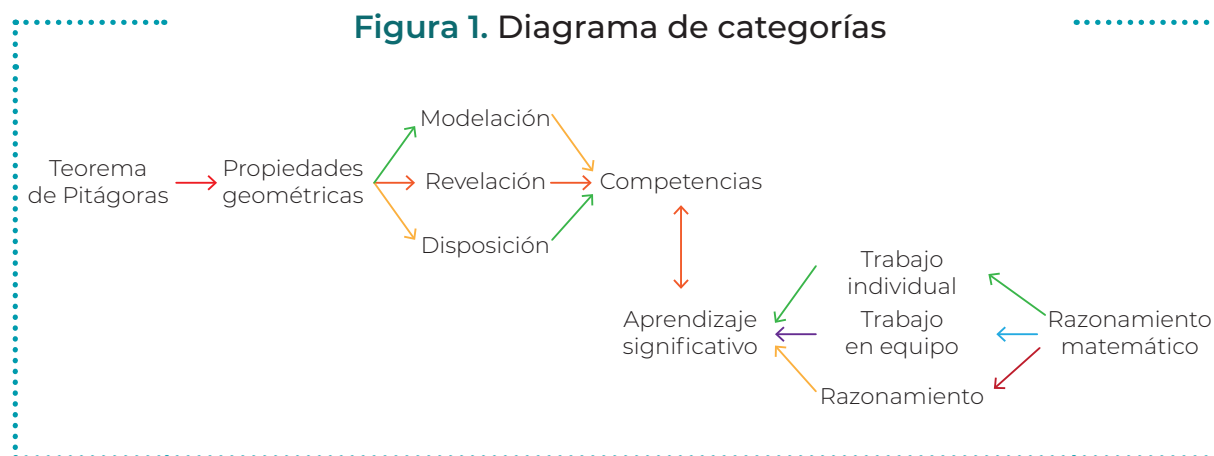 Figura 1. Diagrama de categorías
Teorema
de Pitágoras
Propiedades
geométricas
Modelación
Revelación
Disposición
Competencias
Aprendizaje
significativo
Trabajo
individual
Trabajo
en equipo
Razonamiento
Razonamiento
matemático